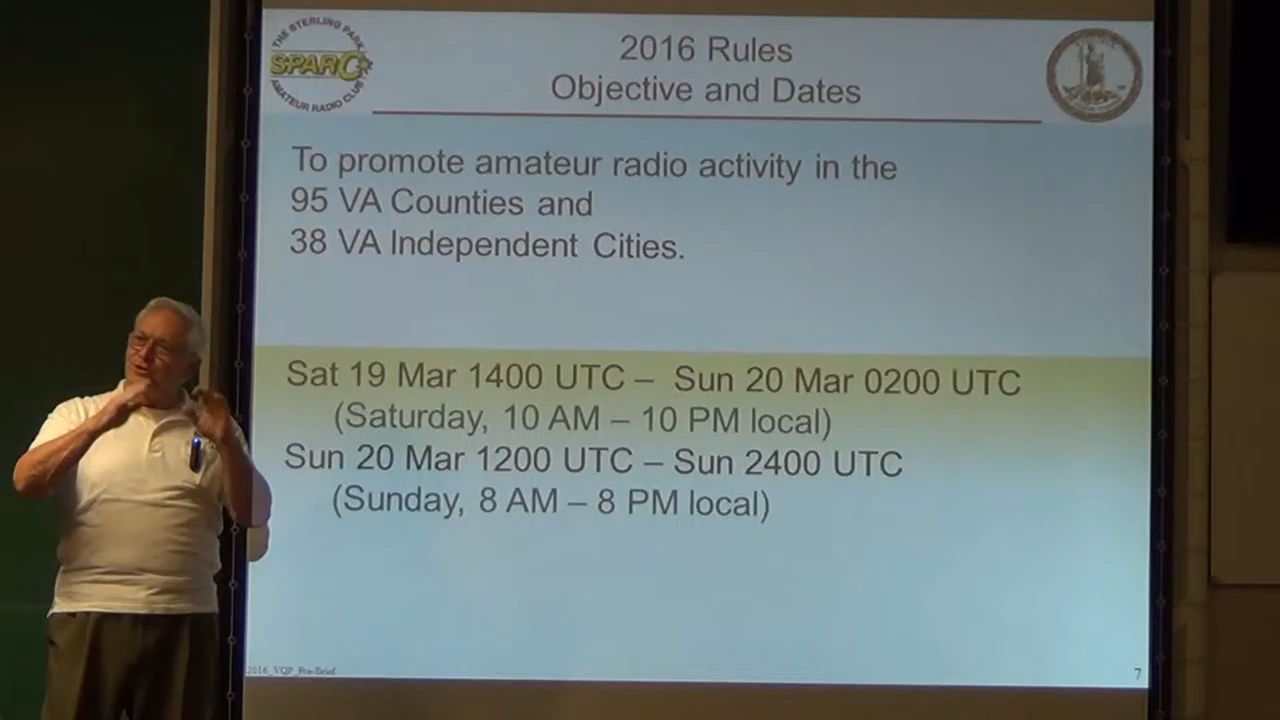 THE STERLING PARK
SPARC
AMATEUR RADIO CLUB
2016 Rules
Objective and Dates
To promote amateur radio activity in the
95 VA Counties and
38 VA Independent Cities.
Sat 19 Mar 1400 UTC – Sun 20 Mar 0200 UTC
(Saturday, 10 AM – 10 PM local)
Sun 20 Mar 1200 UTC – Sun 2400 UTC
(Sunday, 8 AM – 8 PM local)
2016_VQP_Pre-Brief
7